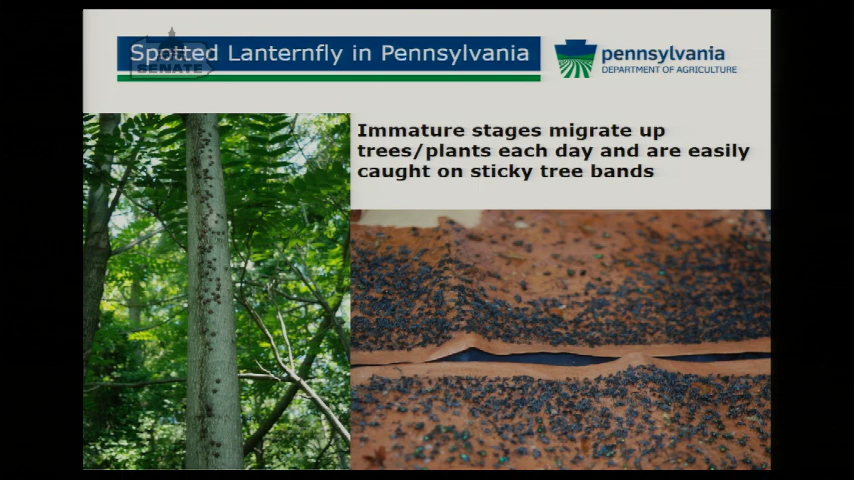 Spotted Lanternfly in Pennsylvania
SENATE
pennsylvania
DEPARTMENT OF AGRICULTURE
Immature stages migrate up
trees/plants each day and are easily
caught on sticky tree bands